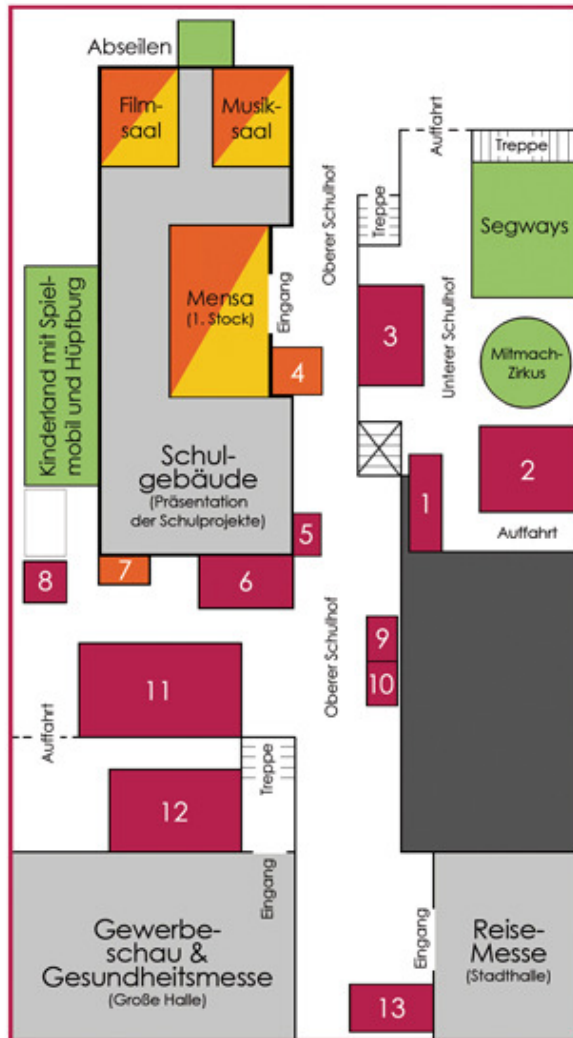 Abseilen
Film-
saal
Musik-
saal
Auffahrt
Treppe
Oberer Schulhof
Treppe
Segways
Mensa
(1. Stock)
Eingang
Kinderland mit Spiel-
mobil und Hüpfburg
3
Unterer Schulhof
Mitmach-
Zirkus
4
Schul-
gebäude
(Präsentation
der Schulprojekte)
1
2
5
Auffahrt
8
7
6
9
10
Oberer Schulhof
11
Auffahrt
Treppe
12
Eingang
Gewerbe-
schau &
Gesundheitsmesse
(Große Halle)
Eingang
Reise-
Messe
(Stadthalle)
13